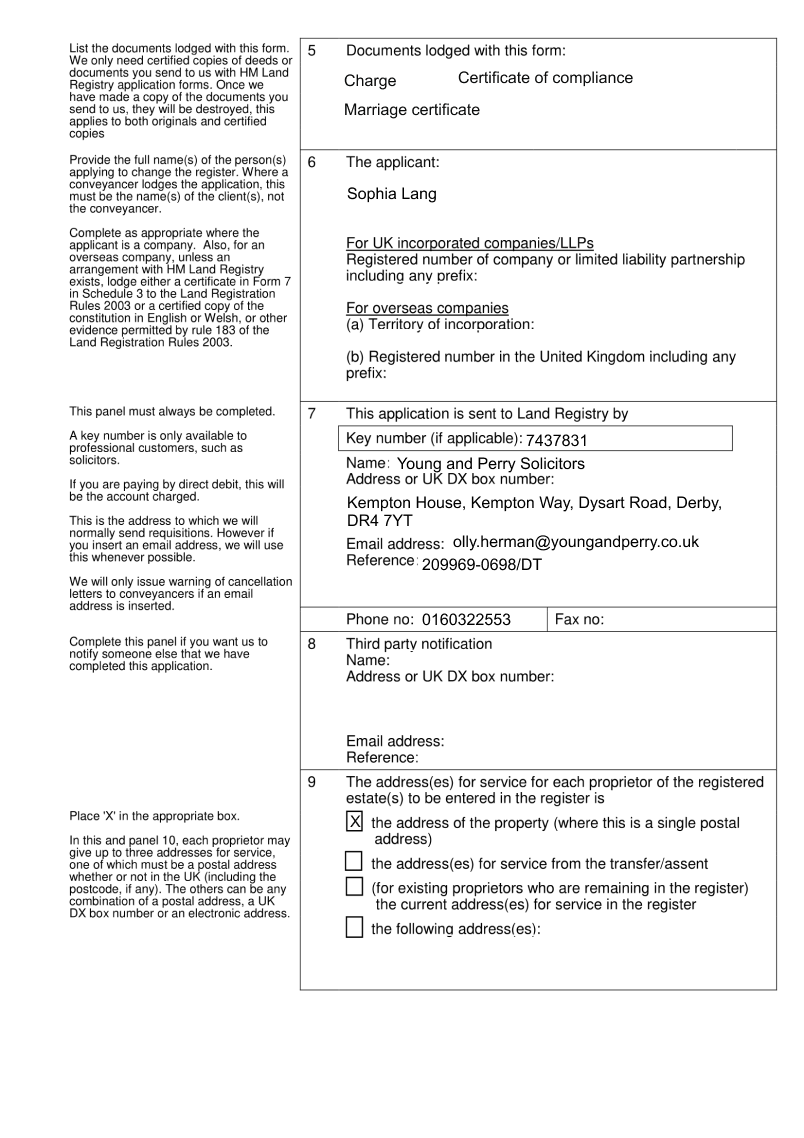 List the documents lodged with this form.
We only need certified copies of deeds or
documents you send to us with HM Land
Registry application forms. Once we
have made a copy of the documents you
send to us, they will be destroyed, this
applies to both originals and certified
copies
5 Documents lodged with this form:
Charge Certificate of compliance
Marriage certificate
Provide the full name(s) of the person(s)
applying to change the register. Where a
conveyancer lodges the application, this
must be the name(s) of the client(s), not
the conveyancer.
Complete as appropriate where the
applicant is a company. Also, for an
overseas company, unless an
arrangement with HM Land Registry
exists, lodge either a certificate in Form 7
in Schedule 3 to the Land Registration
Rules 2003 or a certified copy of the
constitution in English or Welsh, or other
evidence permitted by rule 183 of the
Land Registration Rules 2003.
6 The applicant:
Sophia Lang
For UK incorporated companies/LLPs
Registered number of company or limited liability partnership
including any prefix:
For overseas companies
(a) Territory of incorporation:
(b) Registered number in the United Kingdom including any
prefix:
This panel must always be completed.
A key number is only available to
professional customers, such as
solicitors.
If you are paying by direct debit, this will
be the account charged.
This is the address to which we will
normally send requisitions. However if
you insert an email address, we will use
this whenever possible.
We will only issue warning of cancellation
letters to conveyancers if an email
address is inserted.
7 This application is sent to Land Registry by
Key number (if applicable): 7437831
Name: Young and Perry Solicitors
Address or UK DX box number:
Kempton House, Kempton Way, Dysart Road, Derby,
DR4 7YT
Email address: olly.herman@youngandperry.co.uk
Reference: 209969-0698/DT
Phone no: 0160322553 Fax no:
Complete this panel if you want us to
notify someone else that we have
completed this application.
8 Third party notification
Name:
Address or UK DX box number:
Email address:
Reference:
Place 'X' in the appropriate box.
In this and panel 10, each proprietor may
give up to three addresses for service,
one of which must be a postal address
whether or not in the UK (including the
postcode, if any). The others can be any
combination of a postal address, a UK
DX box number or an electronic address.
9 The address(es) for service for each proprietor of the registered
estate(s) to be entered in the register is
X the address of the property (where this is a single postal
address)
the address(es) for service from the transfer/assent
(for existing proprietors who are remaining in the register)
the current address(es) for service in the register
the following address(es):